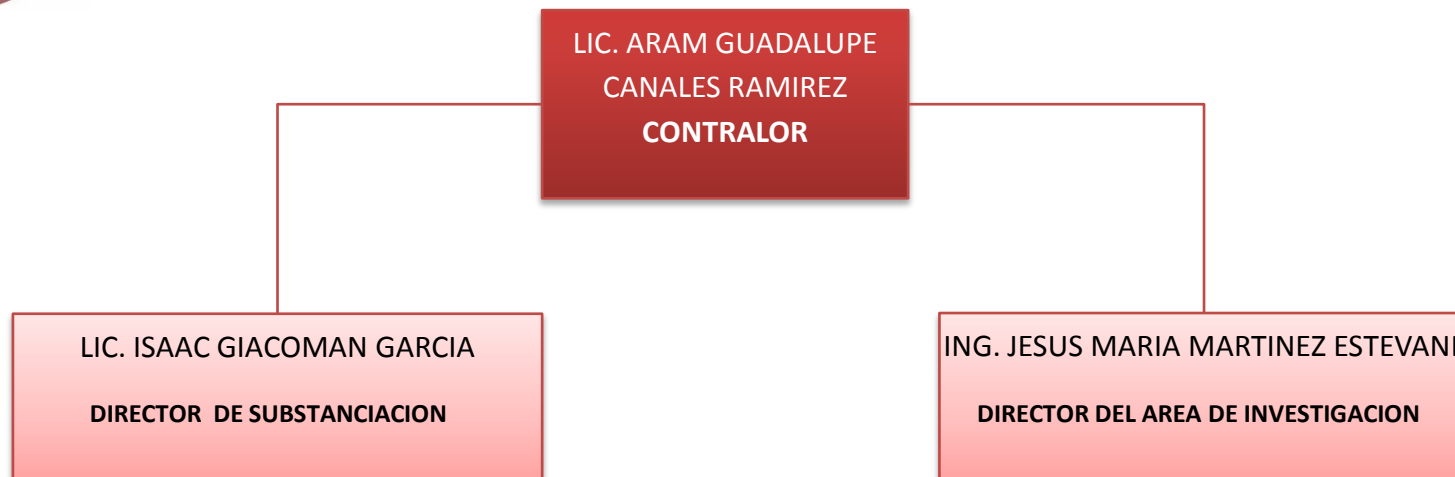 LIC. ARAM GUADALUPE
CANALES RAMIREZ
CONTRALOR
LIC. ISAAC GIACOMAN GARCIA
DIRECTOR DE SUBSTANCIACION
ING. JESUS MARIA MARTINEZ
DIRECTOR DEL AREA DE INVESTIGACION